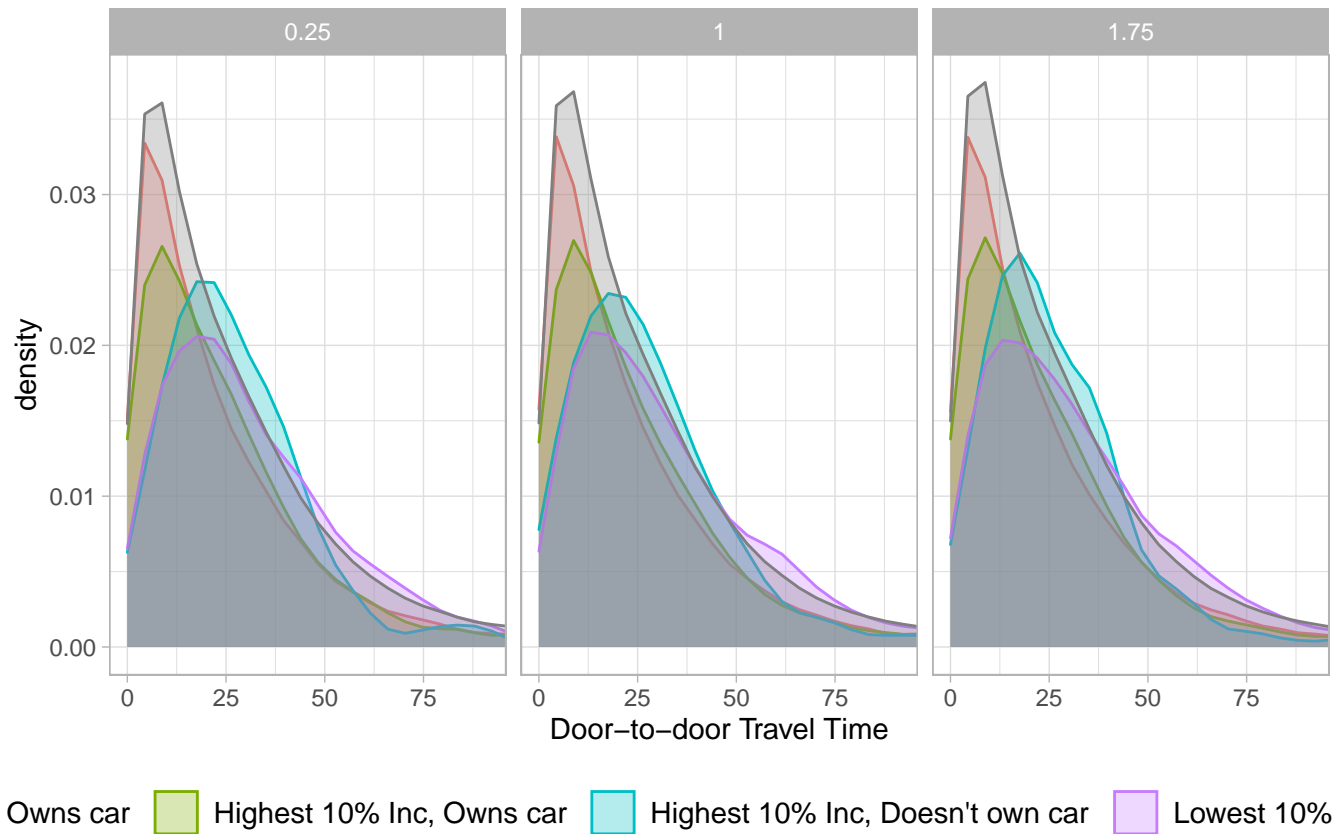 0.25 1 1.75
0.03
0.02
0.01
0.00
density
0 25 50 75 0 25 50 75 0 25 50 75
Door−to−door Travel Time
Owns car Highest 10% Inc, Owns car Highest 10% Inc, Doesn't own car Lowest 10%